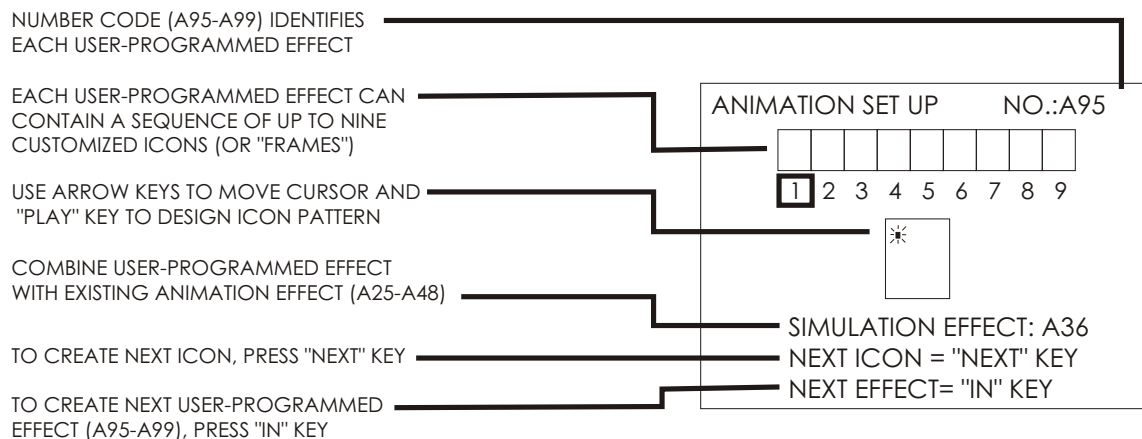 NUMBER CODE (A95-A99) IDENTIFIES
EACH USER-PROGRAMMED EFFECT
EACH USER-PROGRAMMED EFFECT CAN
CONTAIN A SEQUENCE OF UP TO NINE
CUSTOMIZED ICONS (OR "FRAMES")
USE ARROW KEYS TO MOVE CURSOR AND
"PLAY" KEY TO DESIGN ICON PATTERN
COMBINE USER-PROGRAMMED EFFECT
WITH EXISTING ANIMATION EFFECT (A25-A48)
TO CREATE NEXT ICON, PRESS "NEXT" KEY
TO CREATE NEXT USER-PROGRAMMED
EFFECT (A95-A99), PRESS "IN" KEY
ANIMATION SET UP NO.:A95
1 2 3 4 5 6 7 8 9
SIMULATION EFFECT: A36
NEXT ICON = "NEXT" KEY
NEXT EFFECT= "IN" KEY